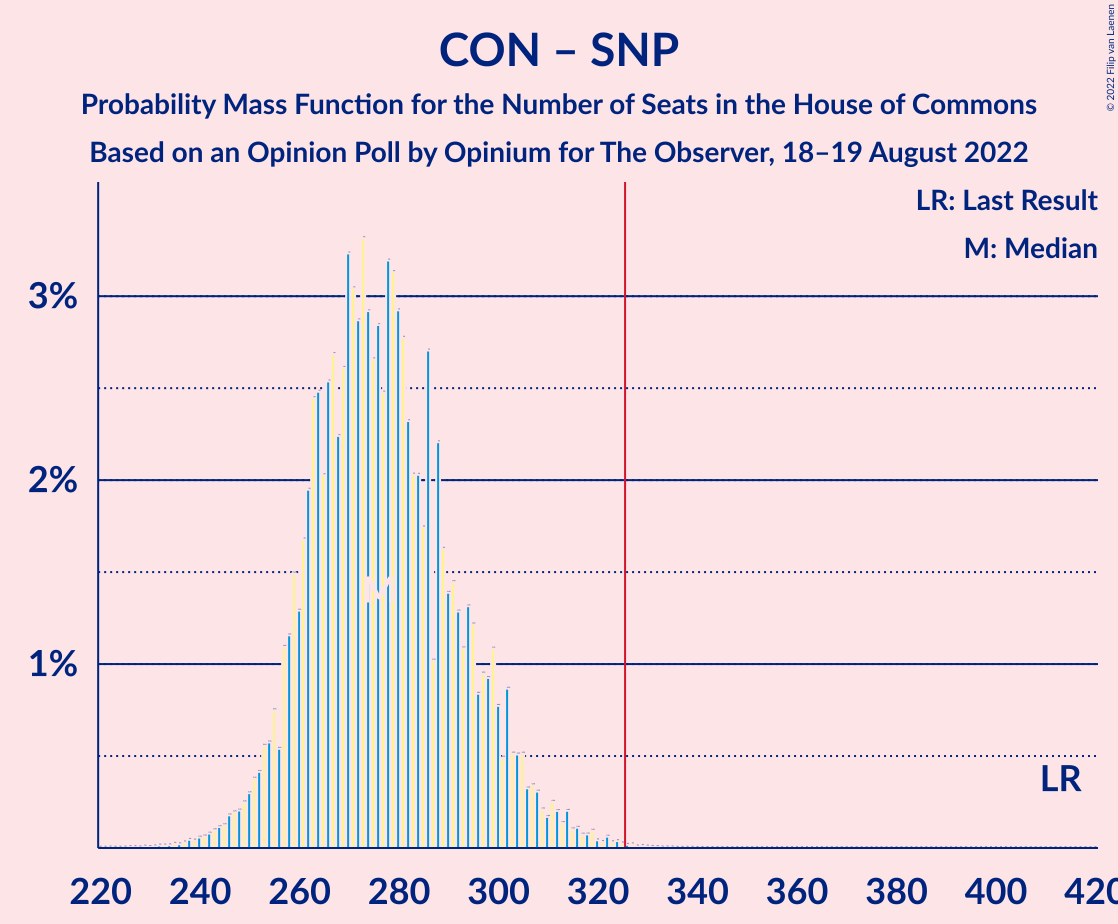 CON – SNP
Probability Mass Function for the Number of Seats in the House of Commons
Based on an Opinion Poll by Opinium for The Observer, 18–19 August 2022
© 2022 Filip van Laenen
LR: Last Result
M: Median
3%
2%
1%
LR
220 240 260 280 300 320 340 360 380 400 420